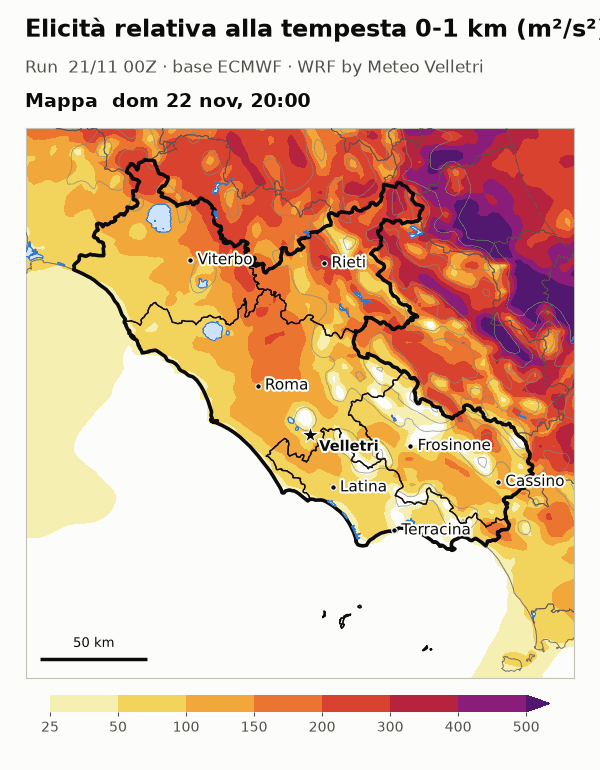 Elicità relativa alla tempesta 0-1 km (m²/s²)
Run 21/11 00Z · base ECMWF · WRF by Meteo Velletri
Mappa dom 22 nov, 20:00
Viterbo
Rieti
Roma
Velletri
Frosinone
Cassino
Latina
Terracina
50 km
25 50 100 150 200 300 400 500